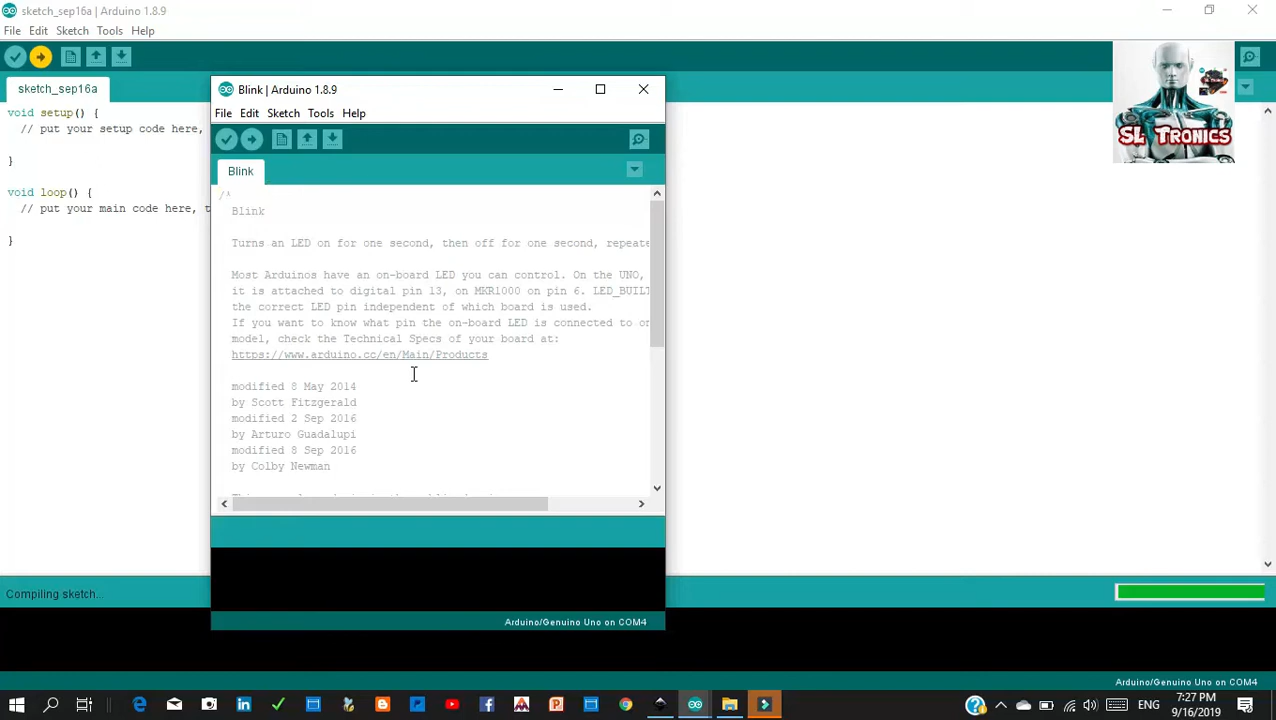 sketch_sep16a | Arduino 1.8.9
File Edit Sketch Tools Help
sketch_sep16a
void setup() {
// put your setup code here,
}
void loop() {
// put your main code here, t
}
Blink | Arduino 1.8.9
File Edit Sketch Tools Help
Blink
/*
Blink
Turns an LED on for one second, then off for one second, repeate
Most Arduinos have an on-board LED you can control. On the UNO,
it is attached to digital pin 13, on MKR1000 on pin 6. LED_BUILT
the correct LED pin independent of which board is used.
If you want to know what pin the on-board LED is connected to on
model, check the Technical Specs of your board at:
https://www.arduino.cc/en/Main/Products
modified 8 May 2014
by Scott Fitzgerald
modified 2 Sep 2016
by Arturo Guadalupi
modified 8 Sep 2016
by Colby Newman
Arduino/Genuino Uno on COM4
SL TRONICS
Compiling sketch...
Arduino/Genuino Uno on COM4
ENG
7:27 PM
9/16/2019